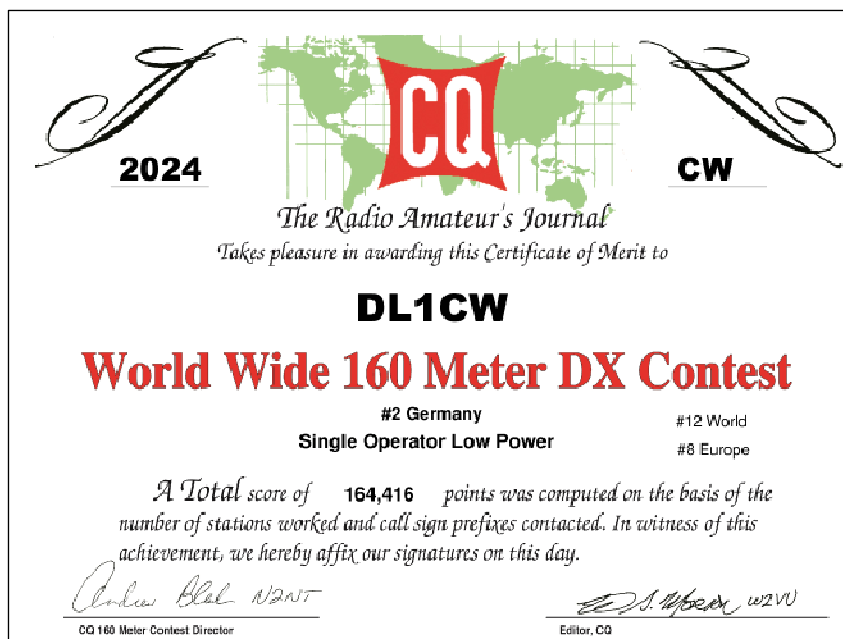 CQ
2024
CW
The Radio Amateur's Journal
Takes pleasure in awarding this Certificate of Merit to
DL1CW
World Wide 160 Meter DX Contest
#2 Germany
#12 World
Single Operator Low Power
#8 Europe
A Total score of 164,416 points was computed on the basis of the
number of stations worked and call sign prefixes contacted. In witness of this
achievement, we hereby affix our signatures on this day.
N2NT
W2VU
CQ 160 Meter Contest Director
Editor, CQ